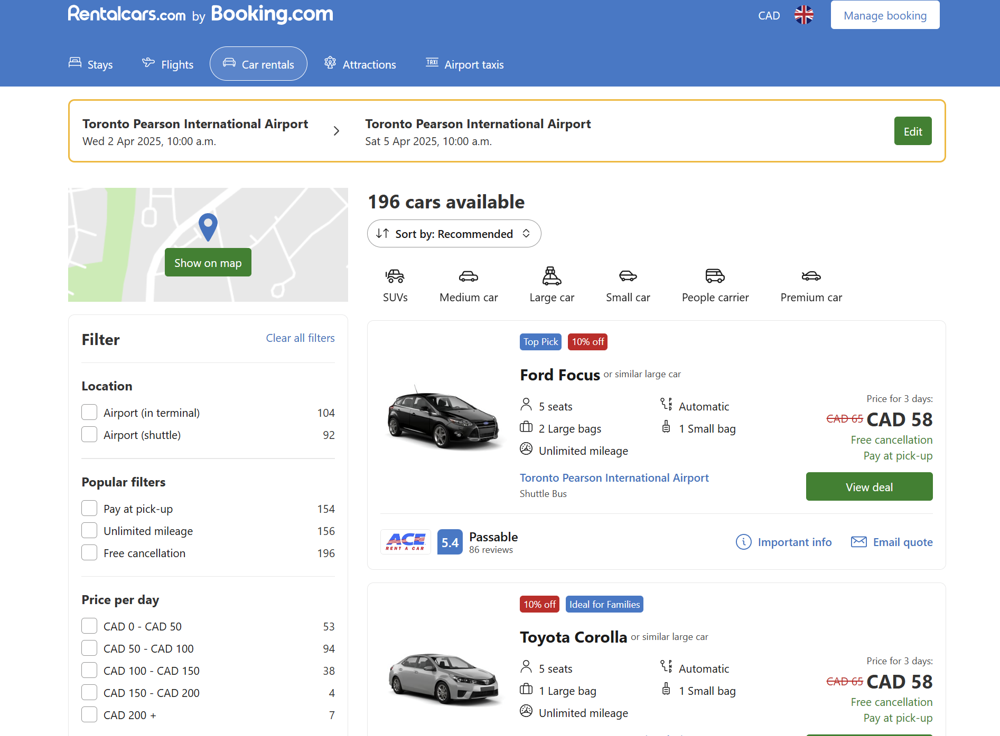 Rentalcars.com by Booking.com
CAD
Manage booking
Stays
Flights
Car rentals
TAXI
Attractions
Airport taxis
Toronto Pearson International Airport
Wed 2 Apr 2025, 10:00 a.m.
Toronto Pearson International Airport
Sat 5 Apr 2025, 10:00 a.m.
Edit
Show on map
Filter
Clear all filters
Location
Airport (in terminal) 104
Airport (shuttle) 92
Popular filters
Pay at pick-up 154
Unlimited mileage 156
Free cancellation 196
Price per day
CAD 0 - CAD 50 53
CAD 50 - CAD 100 94
CAD 100 - CAD 150 38
CAD 150 - CAD 200 4
CAD 200 + 7
196 cars available
Sort by: Recommended
SUVs
Medium car
Large car
Small car
People carrier
Premium car
Top Pick
10% off
Ford Focus or similar large car
5 seats
Automatic
2 Large bags
1 Small bag
Unlimited mileage
Toronto Pearson International Airport
Shuttle Bus
Price for 3 days:
CAD 65 CAD 58
Free cancellation
Pay at pick-up
View deal
ACE
RENT A CAR
5.4
Passable
86 reviews
Important info
Email quote
10% off
Ideal for Families
Toyota Corolla or similar large car
5 seats
Automatic
1 Large bag
1 Small bag
Unlimited mileage
Price for 3 days:
CAD 65 CAD 58
Free cancellation
Pay at pick-up